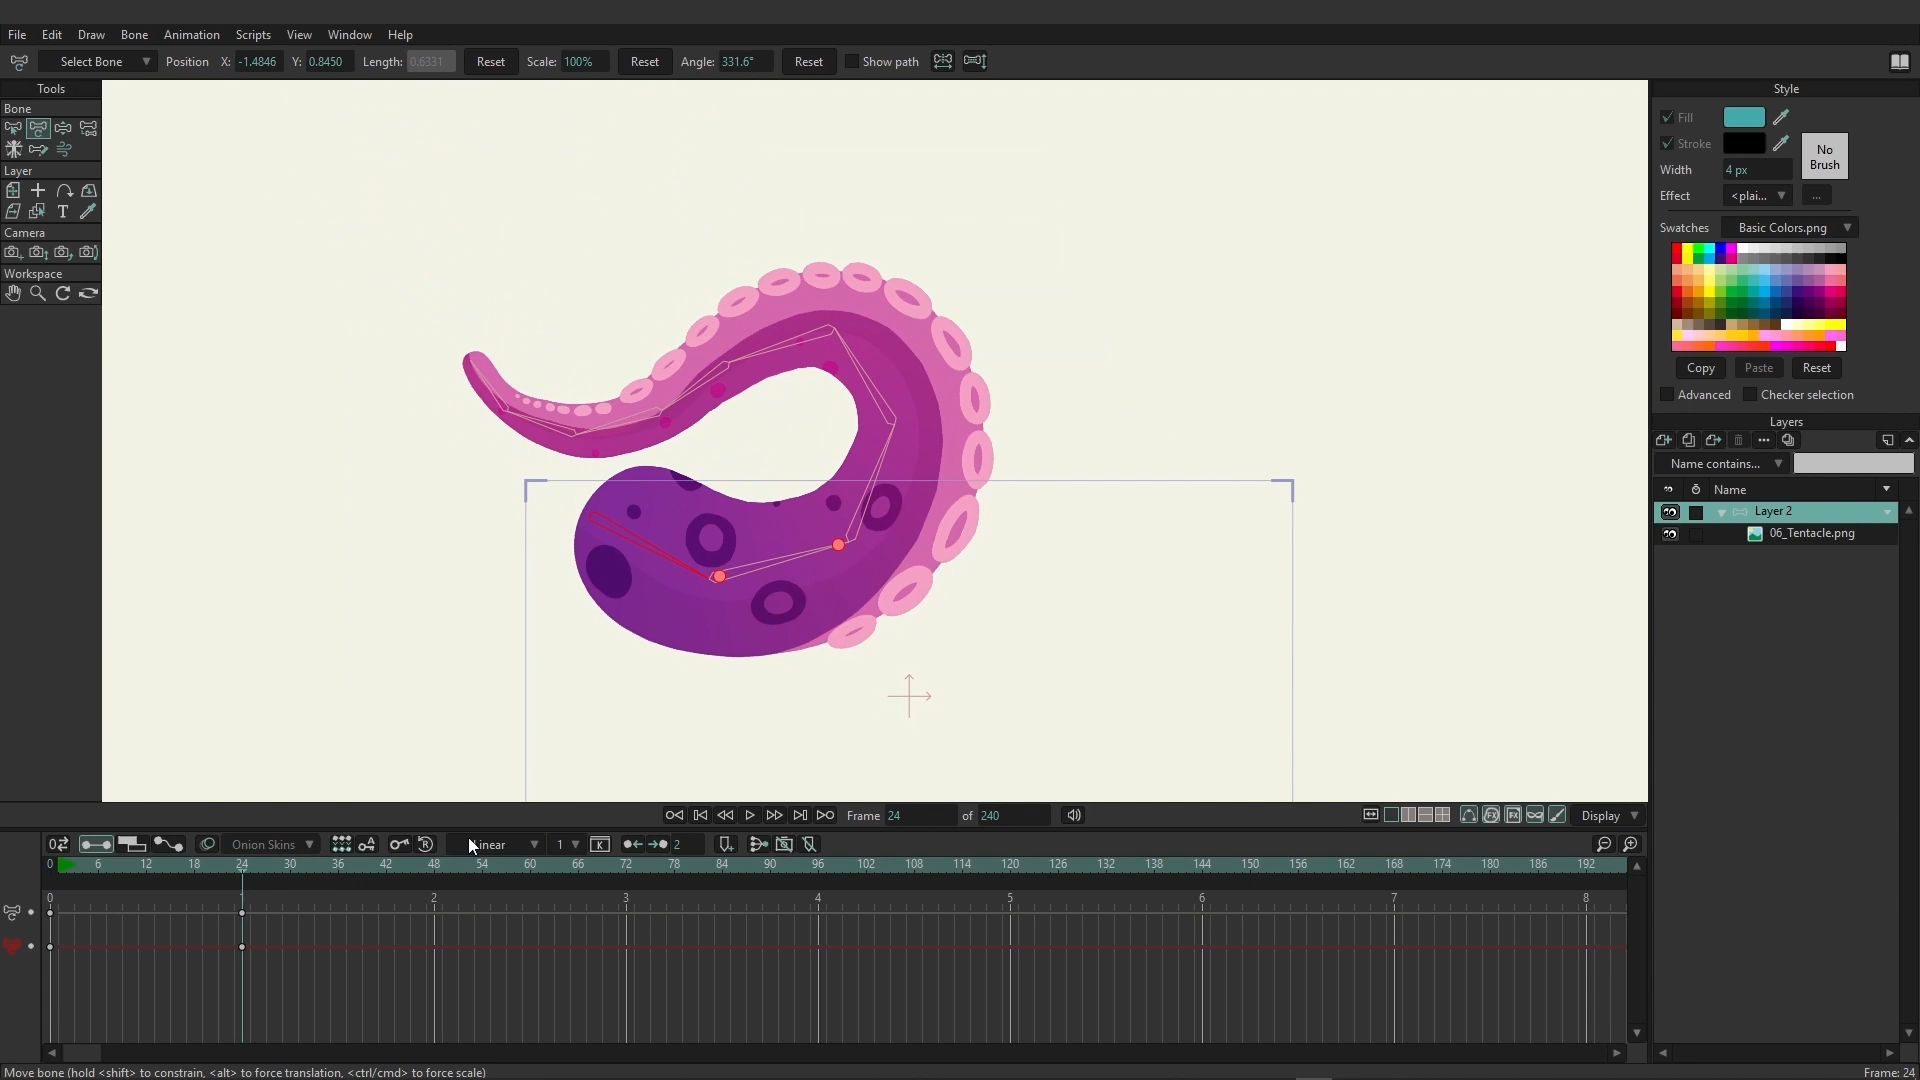 File Edit Draw Bone Animation Scripts View Window Help
Select Bone Position X: -1.4846 Y: 0.8450 Length: 0.6331 Reset Scale: 100% Reset Angle: 331.6° Reset Show path
Tools
Bone
Layer
T
Camera
Workspace
Style
Fill
Stroke
No Brush
Width 4 px
Effect <plai... ...
Swatches Basic Colors.png
Copy Paste Reset
Advanced Checker selection
Layers
Name contains...
Name
Layer 2
06_Tentacle.png
Frame 24 of 240
Display
Onion Skins
1
K
2
0 6 12 18 24 30 36 42 48 54 60 66 72 78 84 90 96 102 108 114 120 126 132 138 144 150 156 162 168 174 180 186 192
0 2 3 4 5 6 7 8
Move bone (hold <shift> to constrain, <alt> to force translation, <ctrl/cmd> to force scale)
Frame: 24